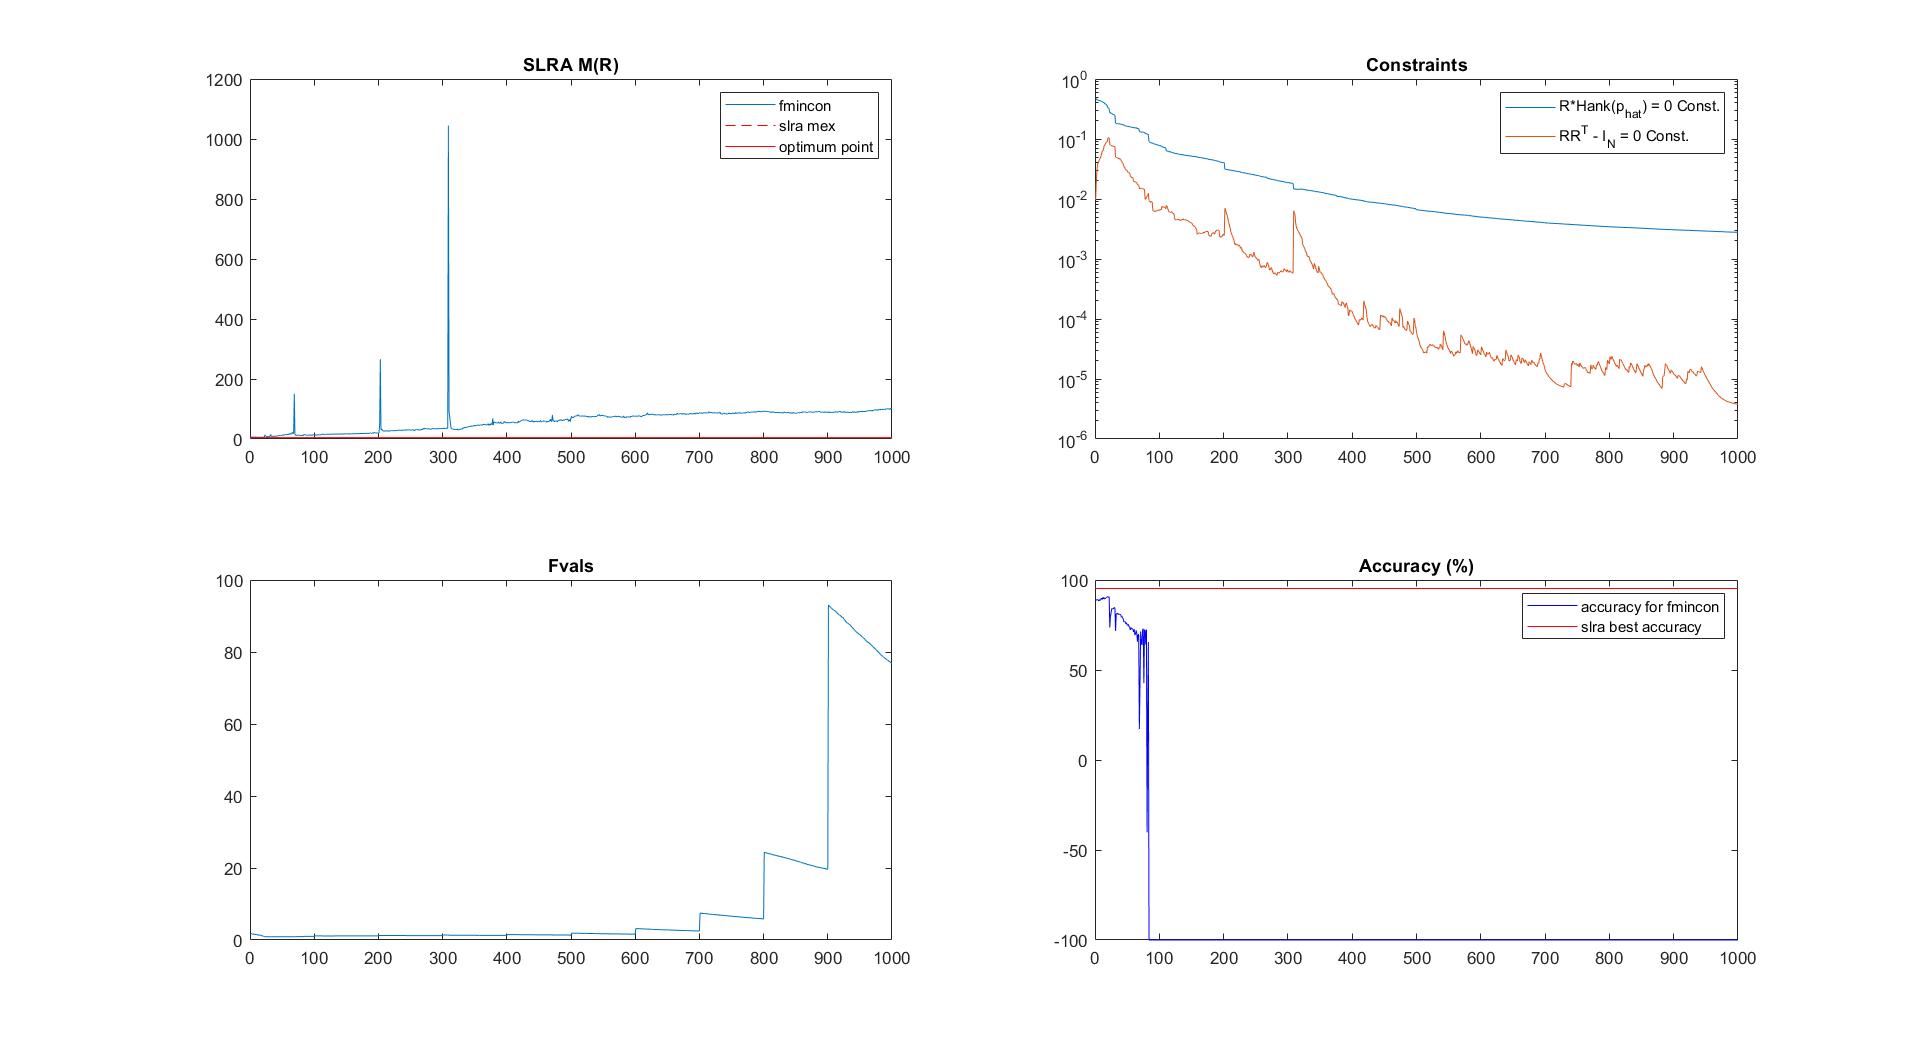 SLRA M(R)
1200
1000
800
600
400
200
0
0 100 200 300 400 500 600 700 800 900 1000
fmincon
slra mex
optimum point
Constraints
10^0
10^-1
10^-2
10^-3
10^-4
10^-5
10^-6
0 100 200 300 400 500 600 700 800 900 1000
R*Hank(p_hat) = 0 Const.
RR^T - I_N = 0 Const.
Fvals
100
80
60
40
20
0
0 100 200 300 400 500 600 700 800 900 1000
Accuracy (%)
100
50
0
-50
-100
0 100 200 300 400 500 600 700 800 900 1000
accuracy for fmincon
slra best accuracy